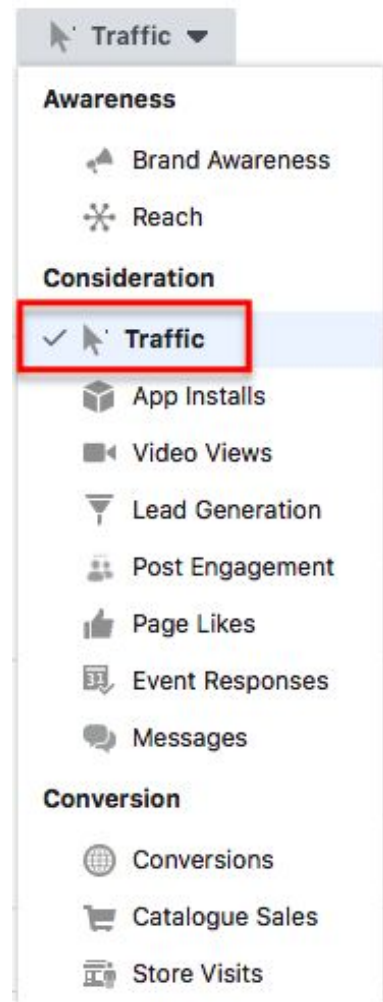 Traffic
Awareness
Brand Awareness
Reach
Consideration
Traffic
App Installs
Video Views
Lead Generation
Post Engagement
Page Likes
31
Event Responses
Messages
Conversion
Conversions
Catalogue Sales
Store Visits